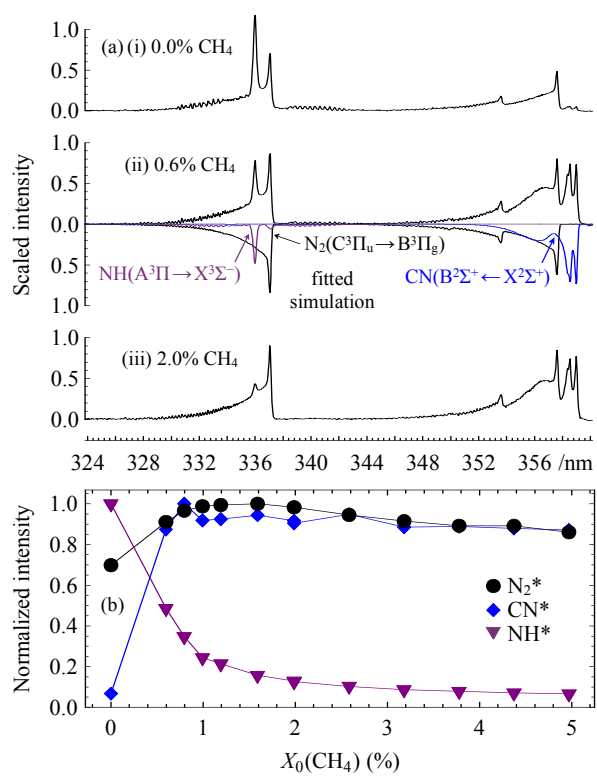 (a) (i) 0.0% CH₄
1.0
0.5
0.0
(ii) 0.6% CH₄
1.0
0.5
0.0
0.5
1.0
N₂(C³Πᵤ→B³Π_g)
NH(A³Π→X³Σ⁻)
fitted
simulation
CN(B²Σ⁺ ← X²Σ⁺)
(iii) 2.0% CH₄
1.0
0.5
0.0
Scaled intensity
324 328 332 336 340 344 348 352 356 /nm
1.0
0.8
0.6
0.4
0.2
0.0
Normalized intensity
(b)
N₂*
CN*
NH*
0 1 2 3 4 5
X₀(CH₄) (%)